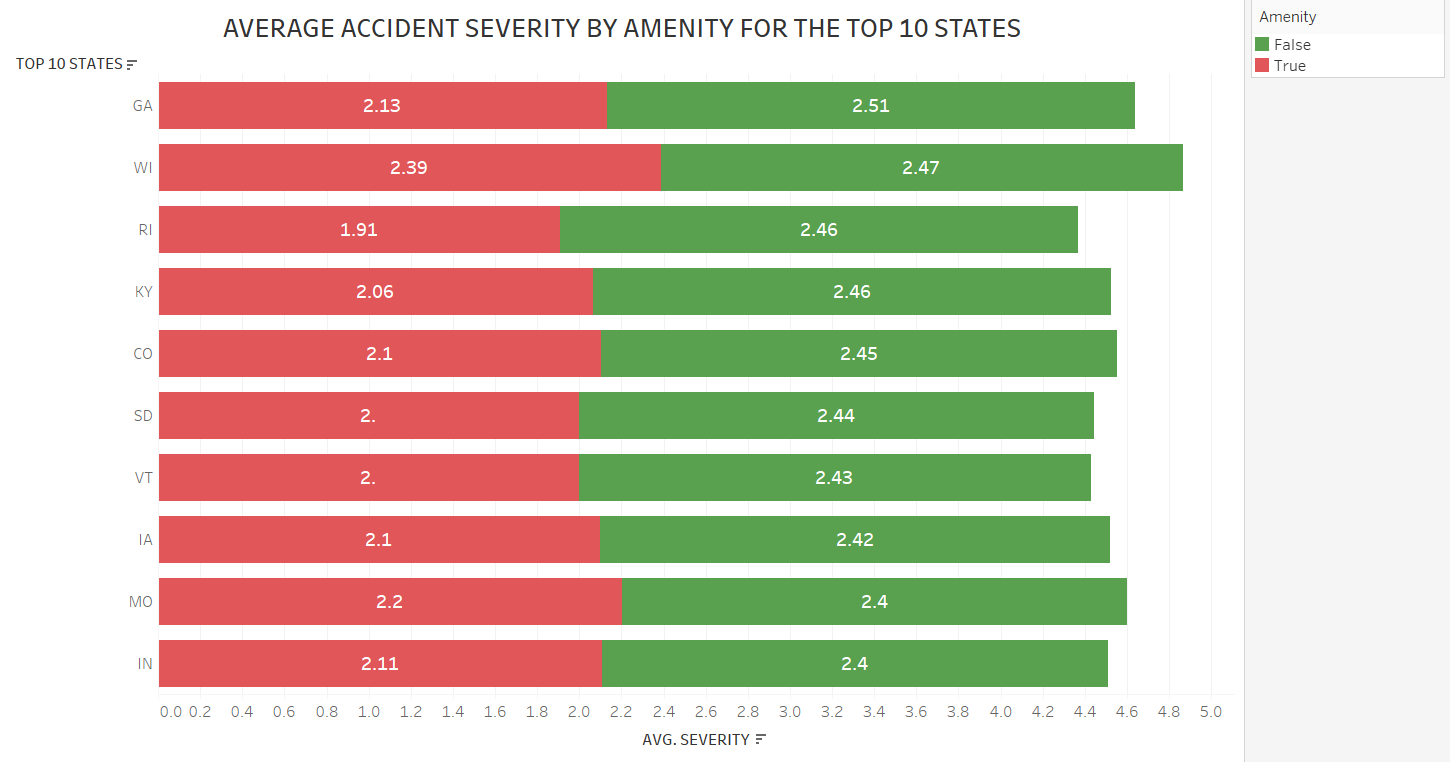 AVERAGE ACCIDENT SEVERITY BY AMENITY FOR THE TOP 10 STATES
Amenity
False
True
TOP 10 STATES
GA 2.13 2.51
WI 2.39 2.47
RI 1.91 2.46
KY 2.06 2.46
CO 2.1 2.45
SD 2. 2.44
VT 2. 2.43
IA 2.1 2.42
MO 2.2 2.4
IN 2.11 2.4
0.0 0.2 0.4 0.6 0.8 1.0 1.2 1.4 1.6 1.8 2.0 2.2 2.4 2.6 2.8 3.0 3.2 3.4 3.6 3.8 4.0 4.2 4.4 4.6 4.8 5.0
AVG. SEVERITY